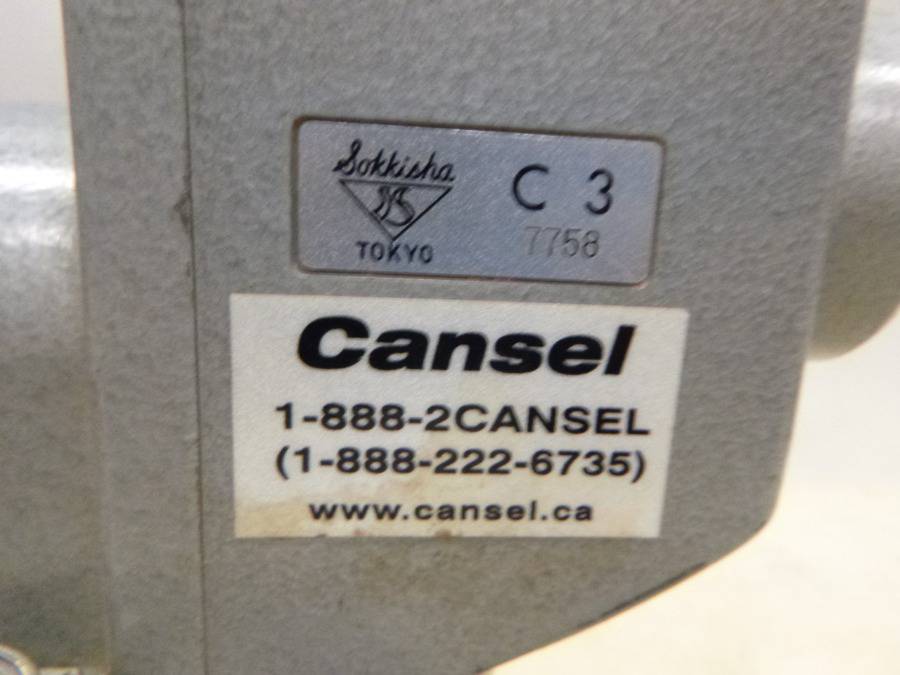 Sokkisha
TOKYO
C 3
7758
Cansel
1-888-2CANSEL
(1-888-222-6735)
www.cansel.ca